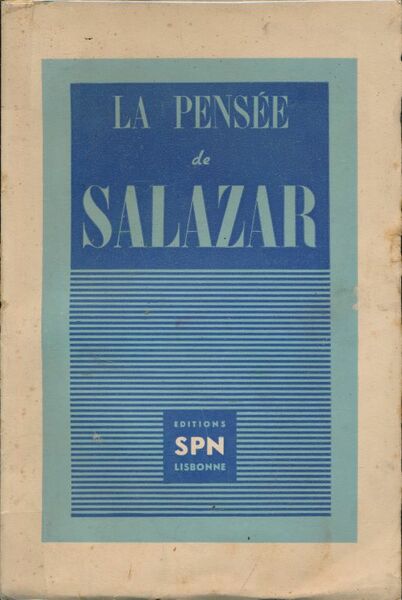 LA PENSÉE
de
SALAZAR
EDITIONS
SPN
LISBONNE